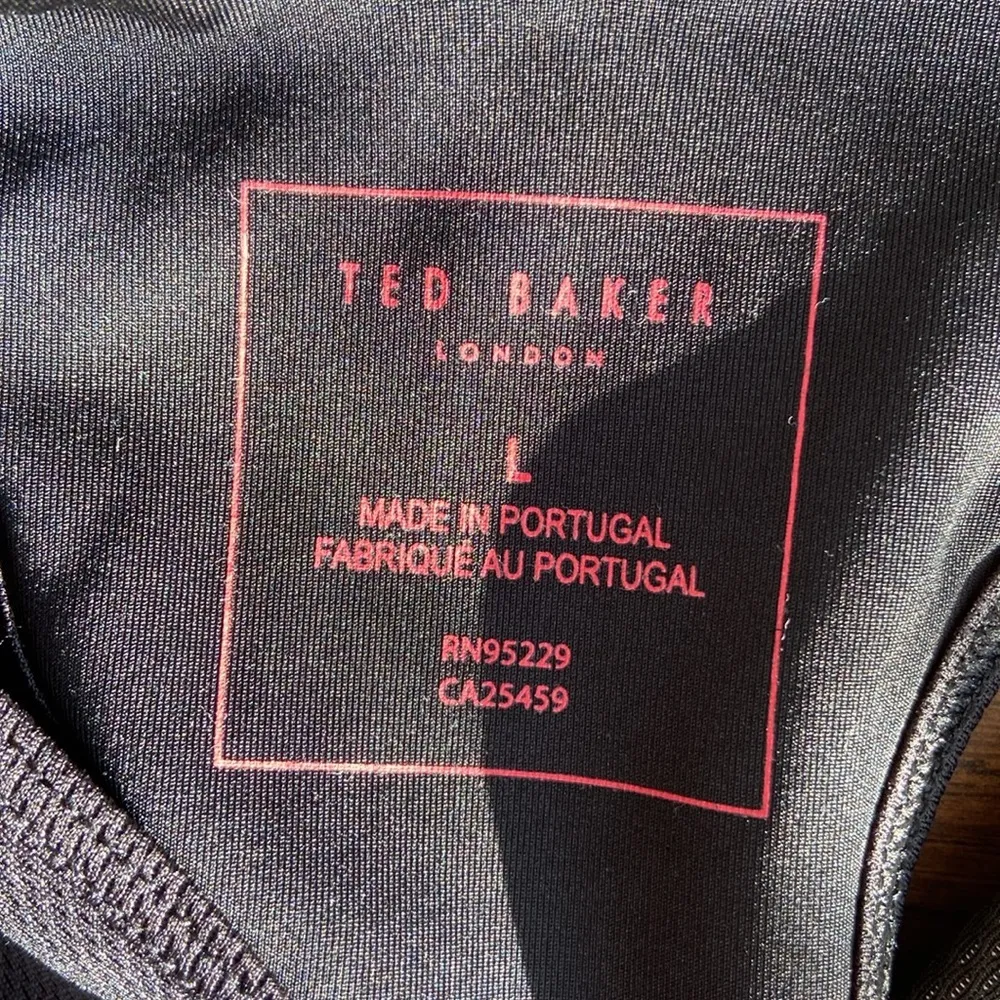 TED BAKER
LONDON
L
MADE IN PORTUGAL
FABRIQUÉ AU PORTUGAL
RN95229
CA25459